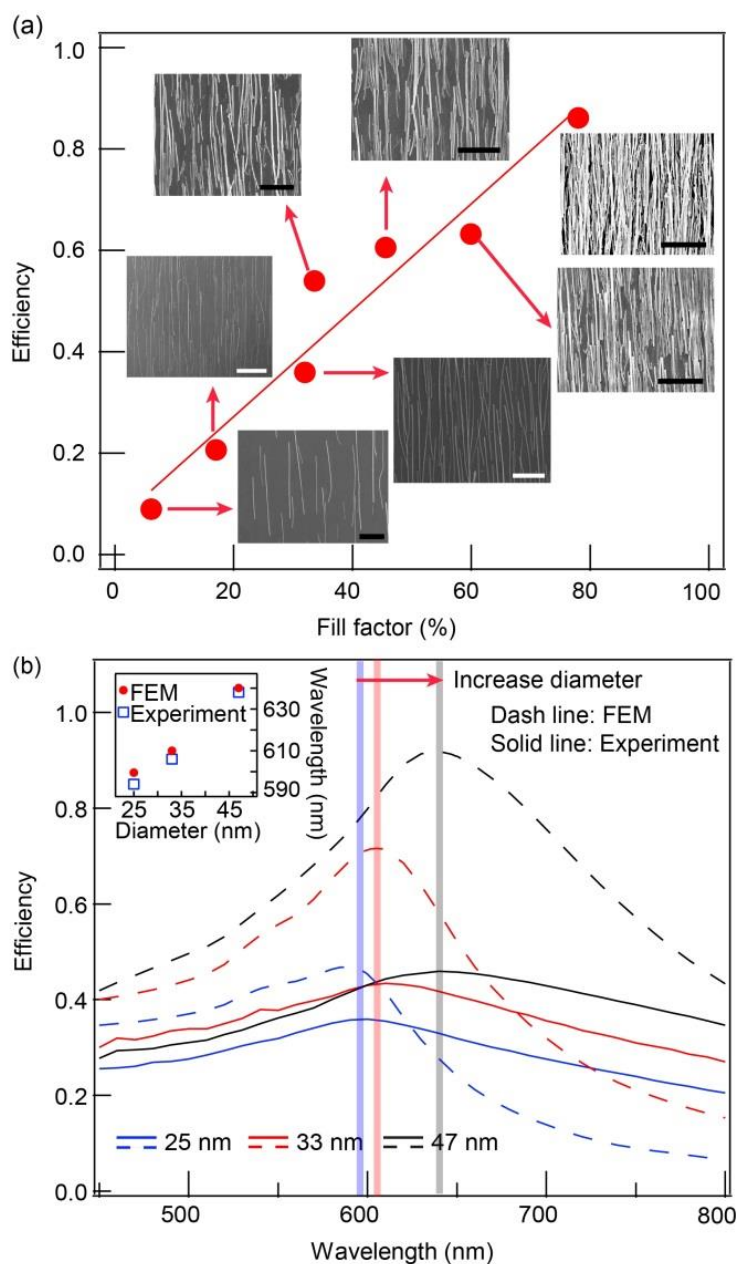 (a)
1.0
0.8
0.6
0.4
0.2
0.0
Efficiency
0 20 40 60 80 100
Fill factor (%)
(b)
FEM
Experiment
630
610
590
Wavelength (nm)
25 35 45
Diameter (nm)
Increase diameter
Dash line: FEM
Solid line: Experiment
1.0
0.8
0.6
0.4
0.2
0.0
Efficiency
25 nm 33 nm 47 nm
500 600 700 800
Wavelength (nm)